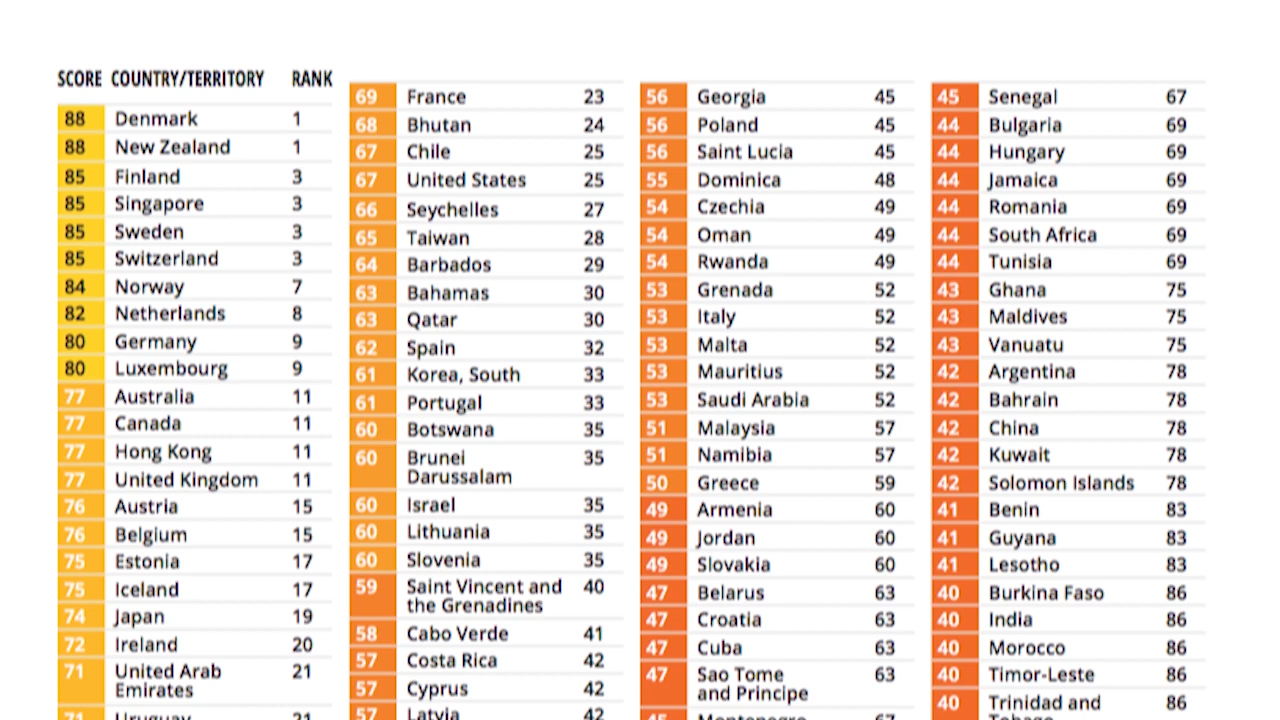 SCORE COUNTRY/TERRITORY RANK
88 Denmark 1
88 New Zealand 1
85 Finland 3
85 Singapore 3
85 Sweden 3
85 Switzerland 3
84 Norway 7
82 Netherlands 8
80 Germany 9
80 Luxembourg 9
77 Australia 11
77 Canada 11
77 Hong Kong 11
77 United Kingdom 11
76 Austria 15
76 Belgium 15
75 Estonia 17
75 Iceland 17
74 Japan 19
72 Ireland 20
71 United Arab 21
Emirates
71 Uruguay 21
69 France 23
68 Bhutan 24
67 Chile 25
67 United States 25
66 Seychelles 27
65 Taiwan 28
64 Barbados 29
63 Bahamas 30
63 Qatar 30
62 Spain 32
61 Korea, South 33
61 Portugal 33
60 Botswana 35
60 Brunei 35
Darussalam
60 Israel 35
60 Lithuania 35
60 Slovenia 35
59 Saint Vincent and 40
the Grenadines
58 Cabo Verde 41
57 Costa Rica 42
57 Cyprus 42
57 Latvia 42
56 Georgia 45
56 Poland 45
56 Saint Lucia 45
55 Dominica 48
54 Czechia 49
54 Oman 49
54 Rwanda 49
53 Grenada 52
53 Italy 52
53 Malta 52
53 Mauritius 52
53 Saudi Arabia 52
51 Malaysia 57
51 Namibia 57
50 Greece 59
49 Armenia 60
49 Jordan 60
49 Slovakia 60
47 Belarus 63
47 Croatia 63
47 Cuba 63
47 Sao Tome 63
and Principe
45 Montenegro 67
45 Senegal 67
44 Bulgaria 69
44 Hungary 69
44 Jamaica 69
44 Romania 69
44 South Africa 69
44 Tunisia 69
43 Ghana 75
43 Maldives 75
43 Vanuatu 75
42 Argentina 78
42 Bahrain 78
42 China 78
42 Kuwait 78
42 Solomon Islands 78
41 Benin 83
41 Guyana 83
41 Lesotho 83
40 Burkina Faso 86
40 India 86
40 Morocco 86
40 Timor-Leste 86
40 Trinidad and 86
Tobago